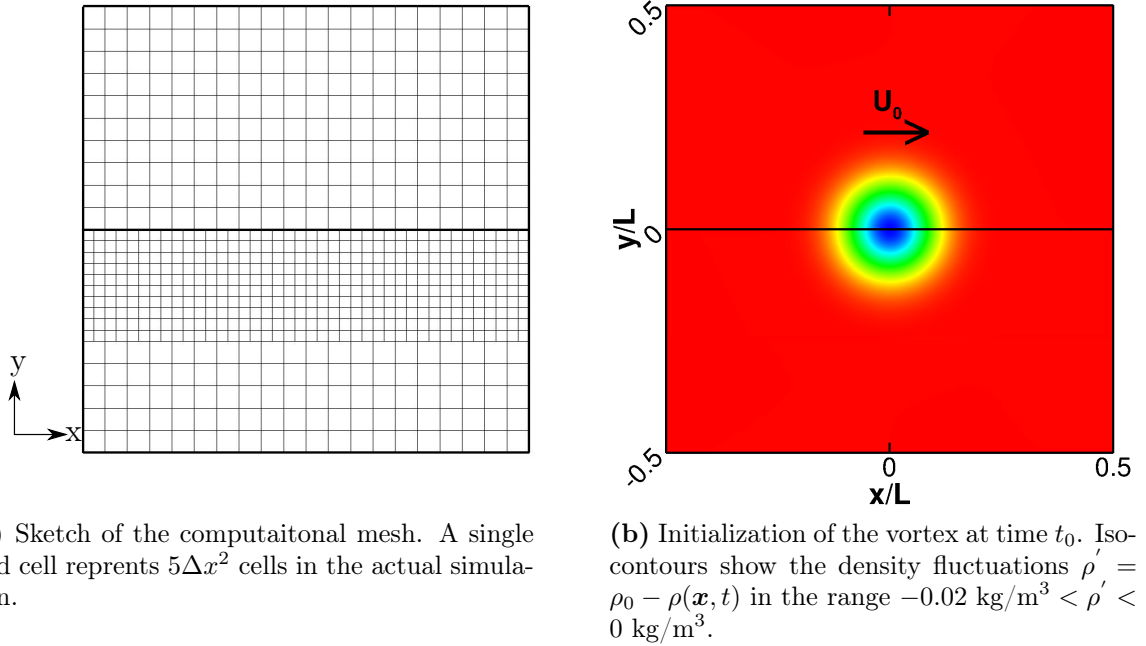 y
x
) Sketch of the computaitonal mesh. A single
d cell reprents 5Δx² cells in the actual simula-
n.
0.5
U₀
y/L
0
-0.5
0
0.5
x/L
(b) Initialization of the vortex at time t₀. Iso-
contours show the density fluctuations ρ′ =
ρ₀ − ρ(x, t) in the range −0.02 kg/m³ < ρ′ <
0 kg/m³.